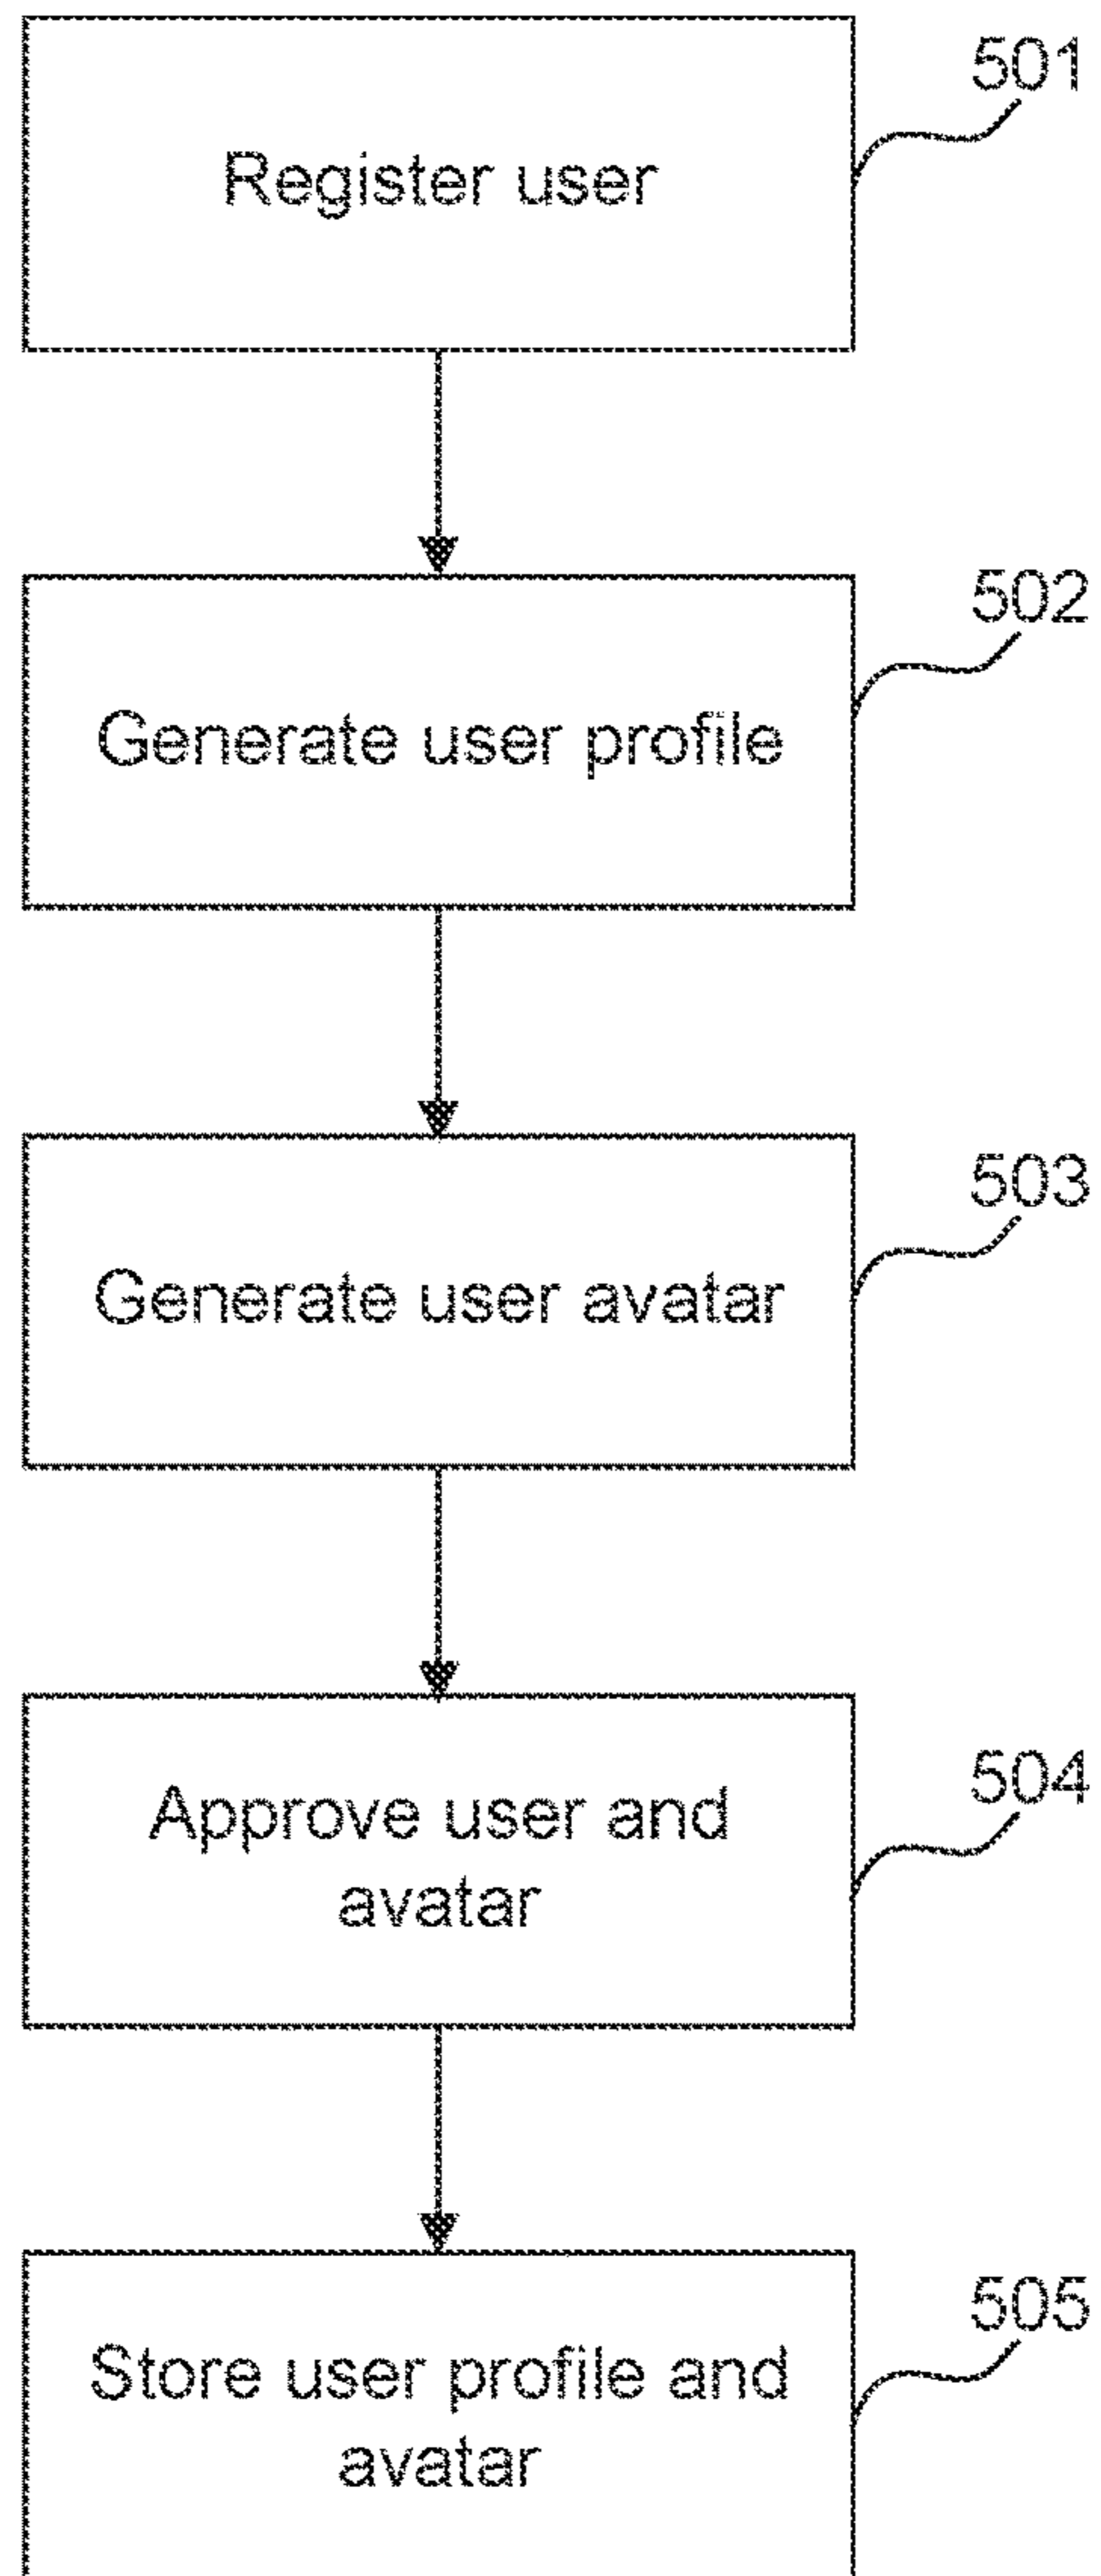 501
Register user
502
Generate user profile
503
Generate user avatar
504
Approve user and
avatar
505
Store user profile and
avatar